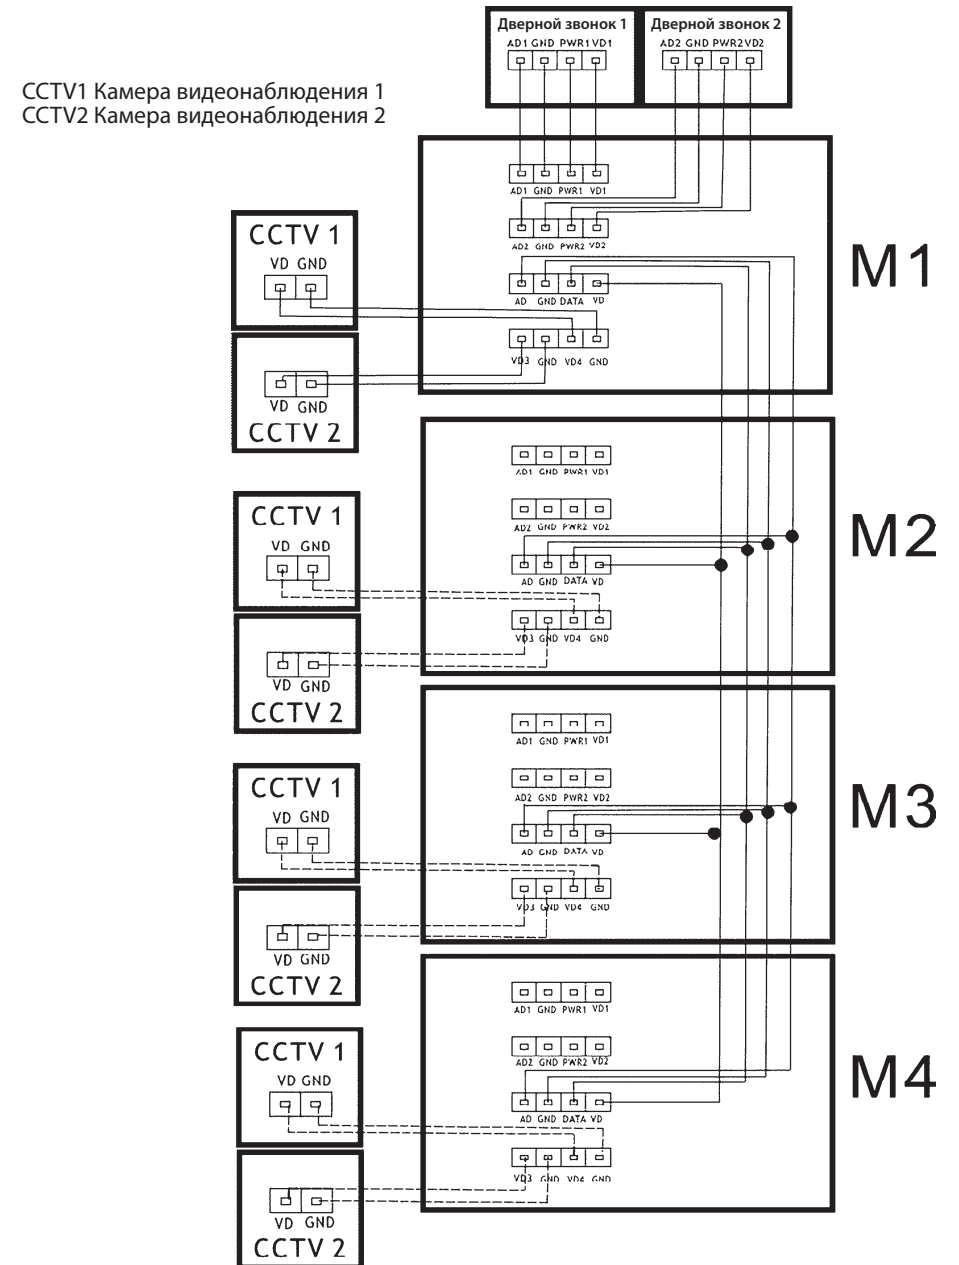 Дверной звонок 1 Дверной звонок 2
AD1 GND PWR1 VD1 AD2 GND PWR2 VD2
CCTV1 Камера видеонаблюдения 1
CCTV2 Камера видеонаблюдения 2
AD1 GND PWR1 VD1
AD2 GND PWR2 VD2
AD GND DATA VD
VD3 GND VD4 GND
M1
CCTV 1
VD GND
VD GND
CCTV 2
AD1 GND PWR1 VD1
AD2 GND PWR2 VD2
AD GND DATA VD
VD3 GND VD4 GND
M2
CCTV 1
VD GND
VD GND
CCTV 2
AD1 GND PWR1 VD1
AD2 GND PWR2 VD2
AD GND DATA VD
VD3 GND VD4 GND
M3
CCTV 1
VD GND
VD GND
CCTV 2
AD1 GND PWR1 VD1
AD2 GND PWR2 VD2
AD GND DATA VD
VD3 GND VD4 GND
M4
CCTV 1
VD GND
VD GND
CCTV 2